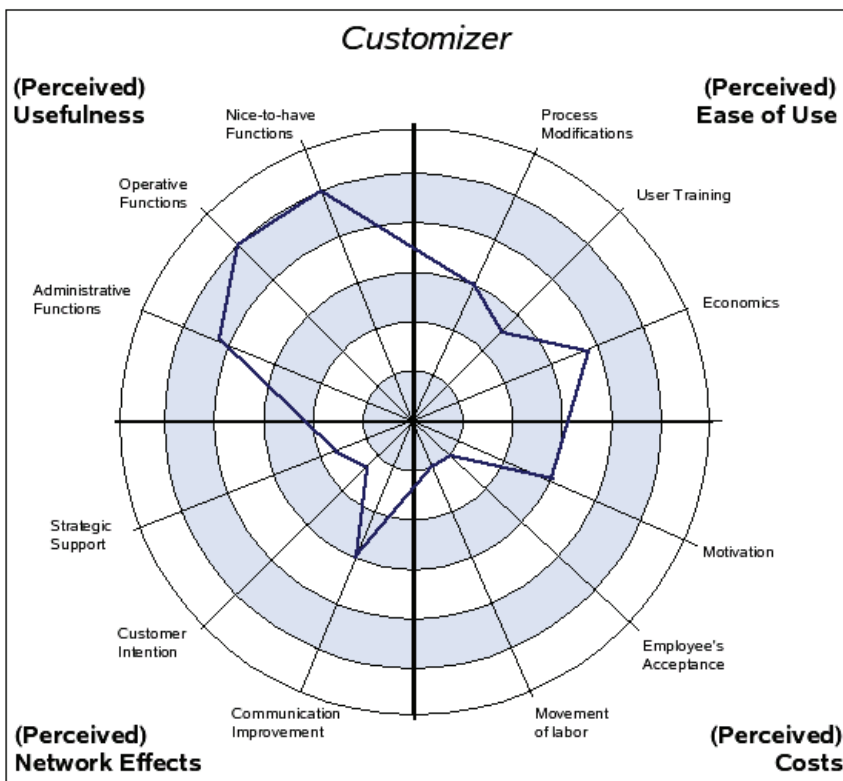 Customizer
(Perceived)
Usefulness
(Perceived)
Ease of Use
Nice-to-have
Functions
Process
Modifications
Operative
Functions
User Training
Administrative
Functions
Economics
Strategic
Support
Motivation
Customer
Intention
Employee's
Acceptance
Communication
Improvement
Movement
of labor
(Perceived)
Network Effects
(Perceived)
Costs